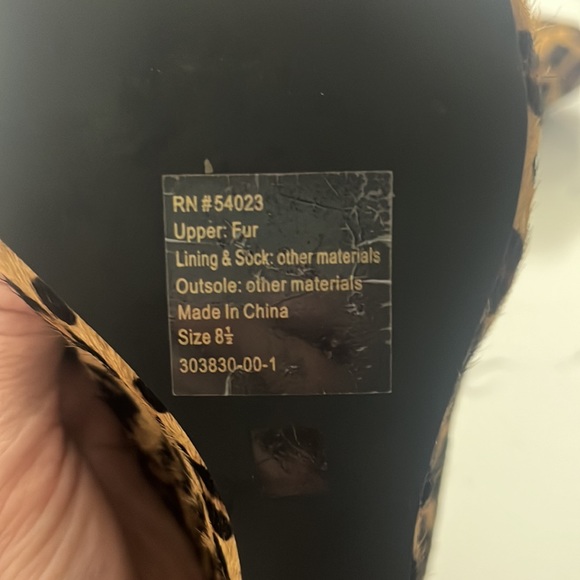 RN #54023
Upper: Fur
Lining & Sock: other materials
Outsole: other materials
Made In China
Size 8½
303830-00-1